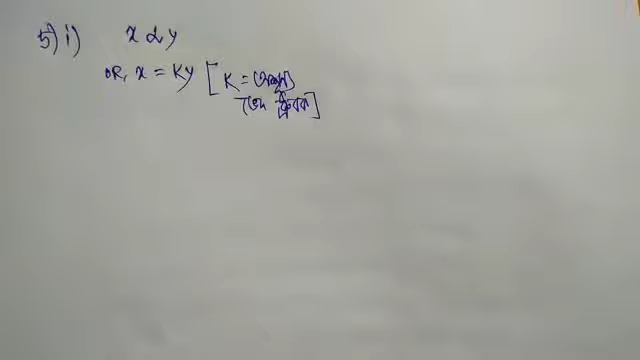 5) i) x α y
OR, x = Ky [ K = অশূন্য
ভেদ ধ্রুবক ]